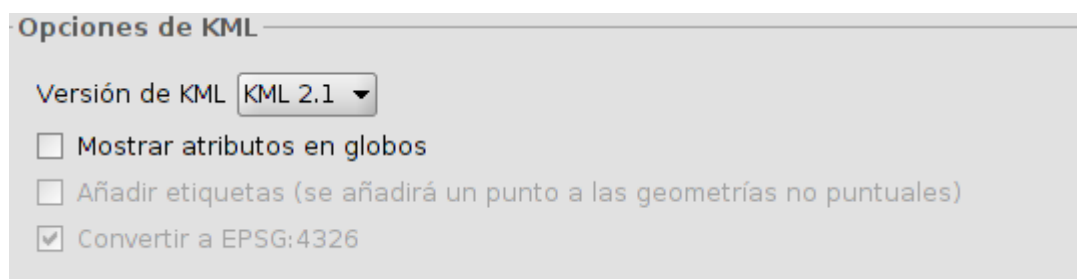 Opciones de KML
Versión de KML KML 2.1
Mostrar atributos en globos
Añadir etiquetas (se añadirá un punto a las geometrías no puntuales)
Convertir a EPSG:4326